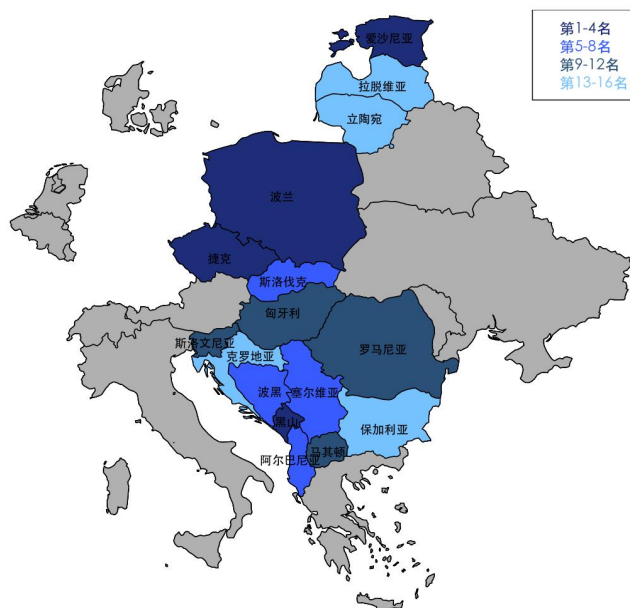 第1-4名
第5-8名
第9-12名
第13-16名
爱沙尼亚
拉脱维亚
立陶宛
波兰
捷克
斯洛伐克
匈牙利
斯洛文尼亚
克罗地亚
罗马尼亚
波黑
塞尔维亚
黑山
保加利亚
阿尔巴尼亚
马其顿